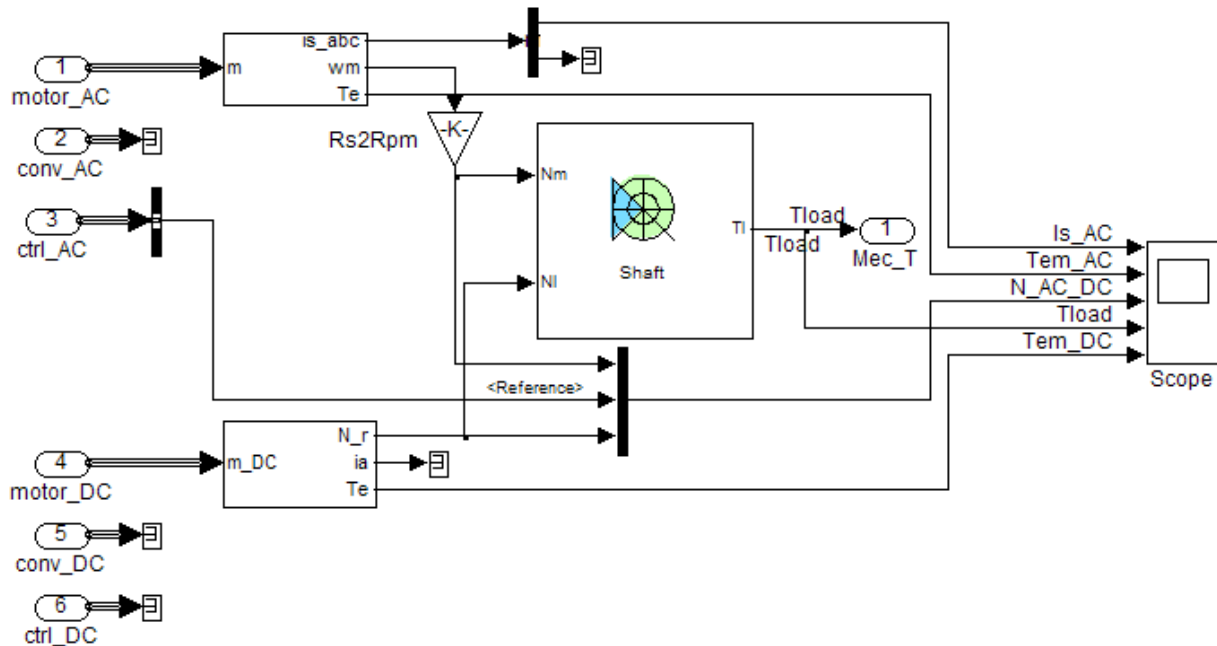 is_abc
1
m
wm
motor_AC
Te
2
conv_AC
Rs2Rpm
-K-
Nm
3
ctrl_AC
Tload
1
Tl
Tload
Mec_T
Shaft
Nl
Is_AC
Tem_AC
N_AC_DC
Tload
Tem_DC
Scope
<Reference>
N_r
4
m_DC
ia
motor_DC
Te
5
conv_DC
6
ctrl_DC